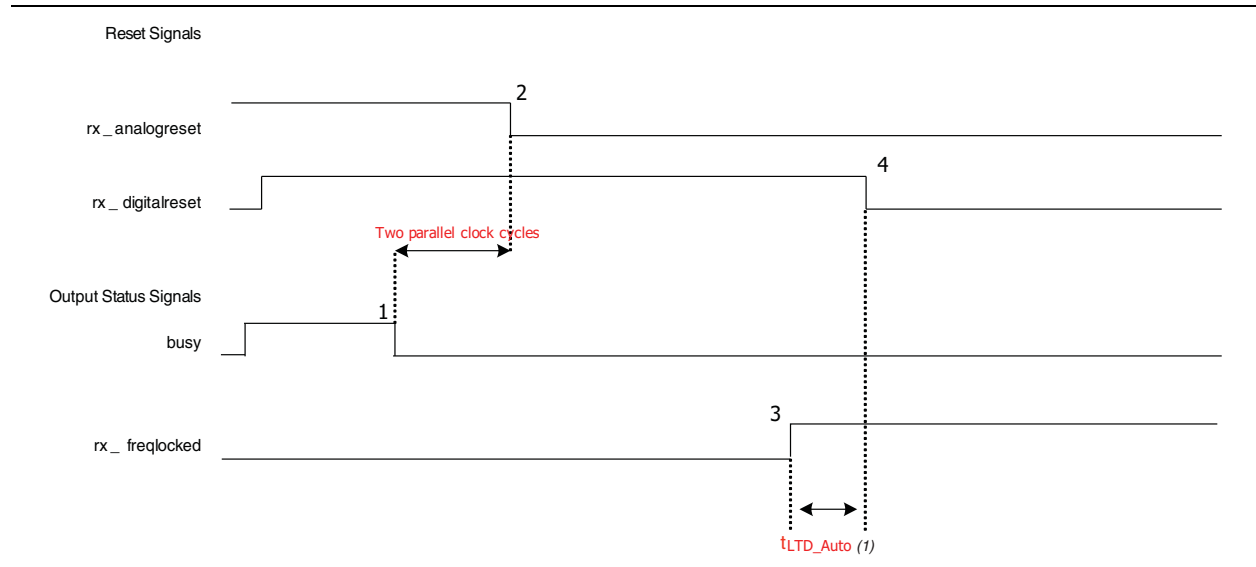 Reset Signals
2
rx _ analogreset
4
rx _ digitalreset
Two parallel clock cycles
Output Status Signals
1
busy
3
rx _ freqlocked
tLTD_Auto (1)